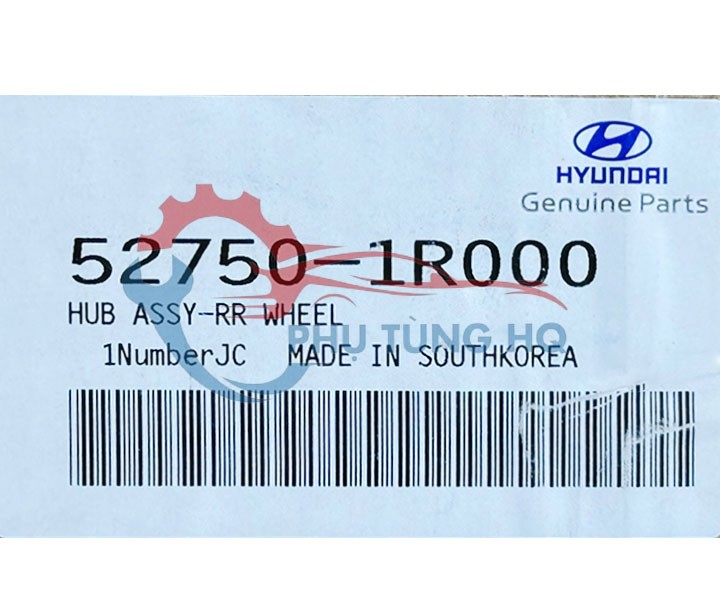 HYUNDAI
Genuine Parts
52750-1R000
HUB ASSY-RR WHEEL
PHỤ TÙNG HQ
1NumberJC MADE IN SOUTHKOREA